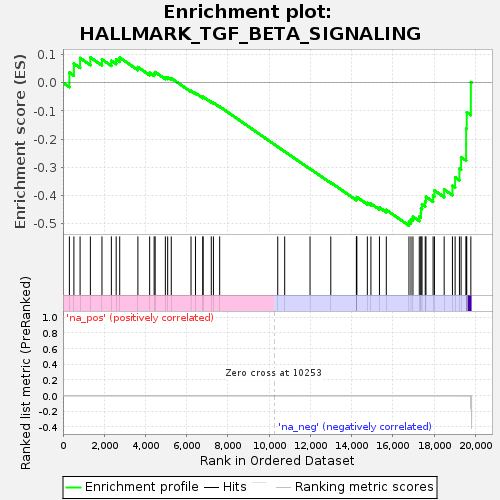 Enrichment plot:
HALLMARK_TGF_BETA_SIGNALING
Enrichment score (ES)
0.1
0.0
-0.1
-0.2
-0.3
-0.4
-0.5
Ranked list metric (PreRanked)
1.0
0.8
0.6
0.4
0.2
0.0
-0.2
-0.4
'na_pos' (positively correlated)
Zero cross at 10253
'na_neg' (negatively correlated)
0 2,000 4,000 6,000 8,000 10,000 12,000 14,000 16,000 18,000 20,000
Rank in Ordered Dataset
Enrichment profile Hits Ranking metric scores